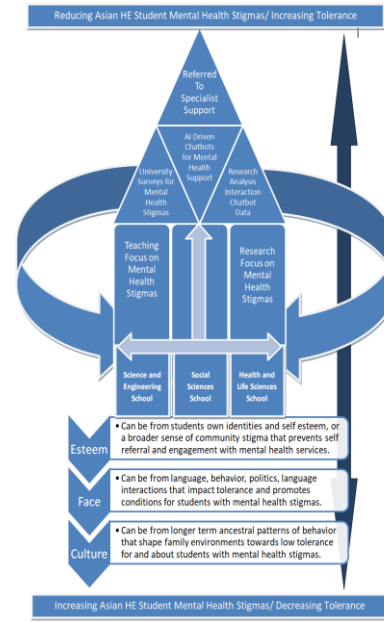 Reducing Asian HE Student Mental Health Stigmas/ Increasing Tolerance
Referred
To
Specialist
Support
AI Driven
Chatbots
for Mental
Health
Support
University
Surveys for
Mental
Health
Stigmas
Research
Analysis
Interaction
Chatbot
Data
Teaching
Focus on
Mental
Health
Stigmas
Research
Focus on
Mental
Health
Stigmas
Science and
Engineering
School
Social
Sciences
School
Health and
Life Sciences
School
Esteem
• Can be from students own identities and self esteem, or
a broader sense of community stigma that prevents self
referral and engagement with mental health services.
Face
• Can be from language, behavior, politics, language
interactions that impact tolerance and promotes
conditions for students with mental health stigmas.
Culture
• Can be from longer term ancestral patterns of behavior
that shape family environments towards low tolerance
for and about students with mental health stigmas.
Increasing Asian HE Student Mental Health Stigmas/ Decreasing Tolerance